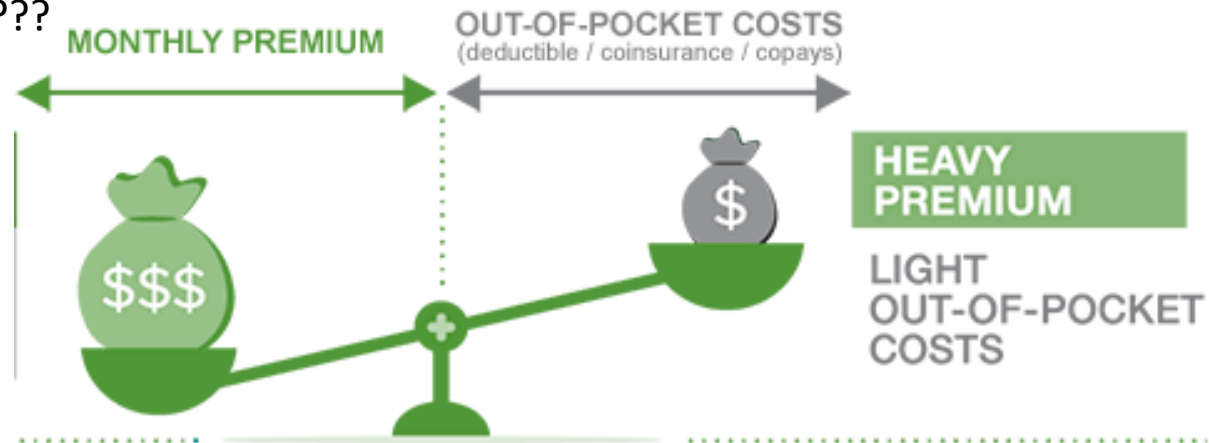 ???
MONTHLY PREMIUM
OUT-OF-POCKET COSTS
(deductible / coinsurance / copays)
$$$
$
HEAVY
PREMIUM
LIGHT
OUT-OF-POCKET
COSTS